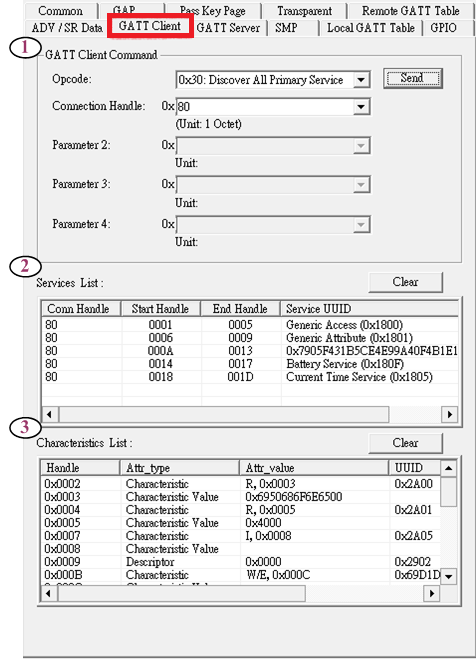 Common GAP Pass Key Page Transparent Remote GATT Table
ADV / SR Data GATT Client GATT Server SMP Local GATT Table GPIO
1
GATT Client Command
Opcode: 0x30: Discover All Primary Service Send
Connection Handle: 0x 80
(Unit: 1 Octet)
Parameter 2: 0x
Unit:
Parameter 3: 0x
Unit:
Parameter 4: 0x
Unit:
2
Services List : Clear
Conn Handle Start Handle End Handle Service UUID
80 0001 0005 Generic Access (0x1800)
80 0006 0009 Generic Attribute (0x1801)
80 000A 0013 0x7905F431B5CE4E99A40F4B1E1
80 0014 0017 Battery Service (0x180F)
80 0018 001D Current Time Service (0x1805)
3
Characteristics List : Clear
Handle Attr_type Attr_value UUID
0x0002 Characteristic R, 0x0003 0x2A00
0x0003 Characteristic Value 0x6950686F6E6500
0x0004 Characteristic R, 0x0005 0x2A01
0x0005 Characteristic Value 0x4000
0x0007 Characteristic I, 0x0008 0x2A05
0x0008 Characteristic Value
0x0009 Descriptor 0x0000 0x2902
0x000B Characteristic W/E, 0x000C 0x69D1D